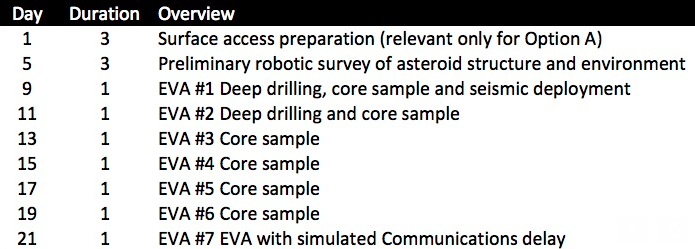 Day Duration Overview
1 3 Surface access preparation (relevant only for Option A)
5 3 Preliminary robotic survey of asteroid structure and environment
9 1 EVA #1 Deep drilling, core sample and seismic deployment
11 1 EVA #2 Deep drilling and core sample
13 1 EVA #3 Core sample
15 1 EVA #4 Core sample
17 1 EVA #5 Core sample
19 1 EVA #6 Core sample
21 1 EVA #7 EVA with simulated Communications delay